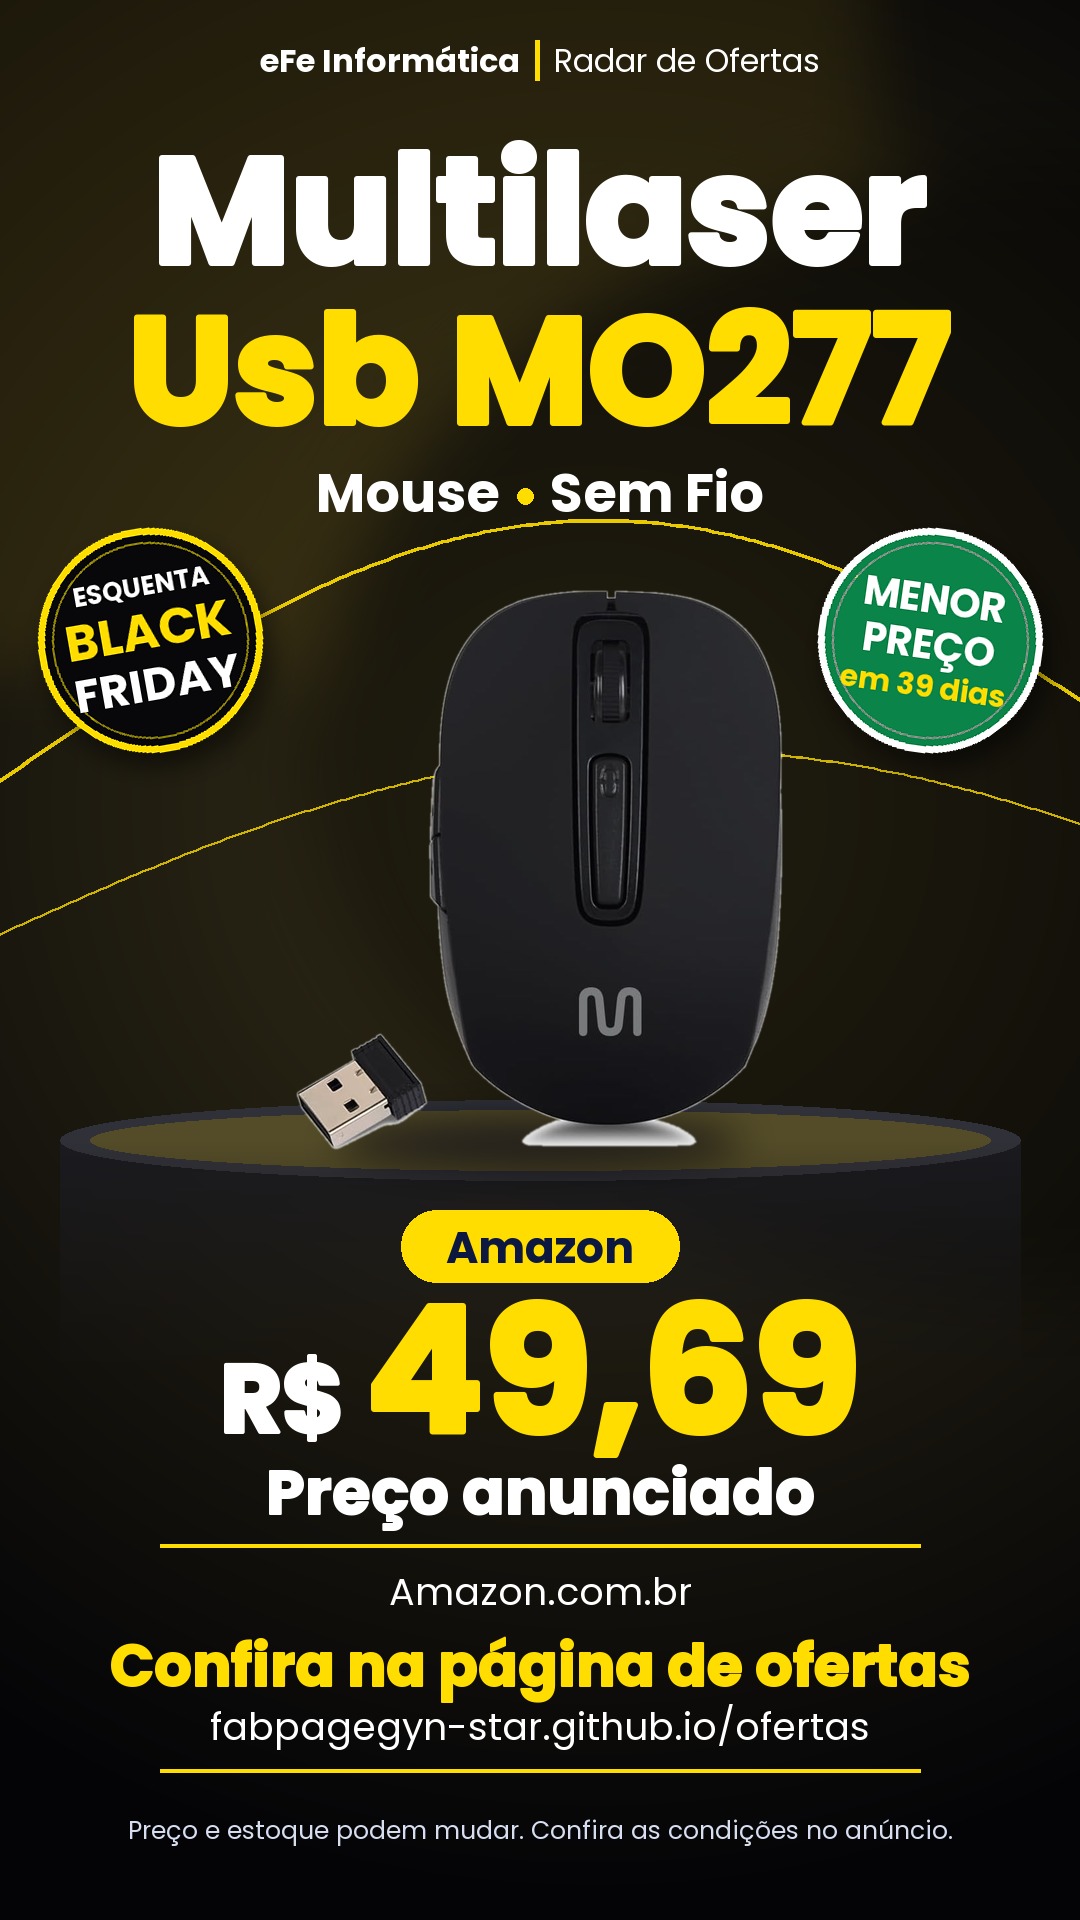 eFe Informática | Radar de Ofertas
Multilaser
Usb MO277
Mouse • Sem Fio
ESQUENTA
BLACK
FRIDAY
MENOR
PREÇO
em 39 dias
Amazon
R$ 49,69
Preço anunciado
Amazon.com.br
Confira na página de ofertas
fabpagegyn-star.github.io/ofertas
Preço e estoque podem mudar. Confira as condições no anúncio.